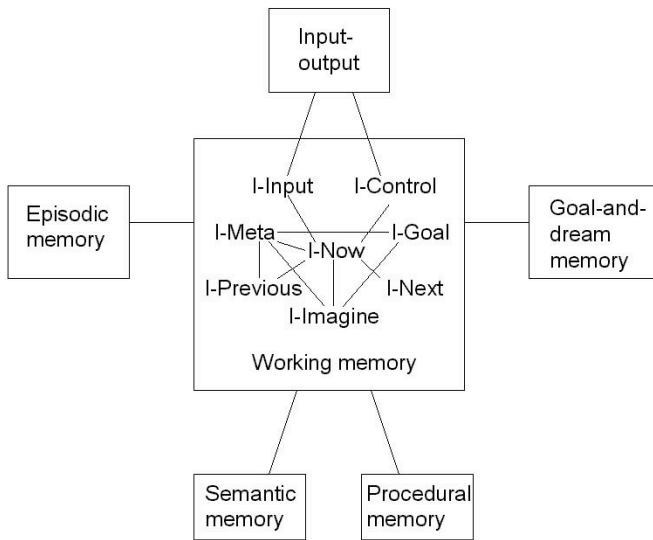 Input-
output
I-Input
I-Control
Episodic
memory
Goal-and-
dream
memory
I-Meta
I-Goal
I-Now
I-Previous
I-Next
I-Imagine
Working memory
Semantic
memory
Procedural
memory